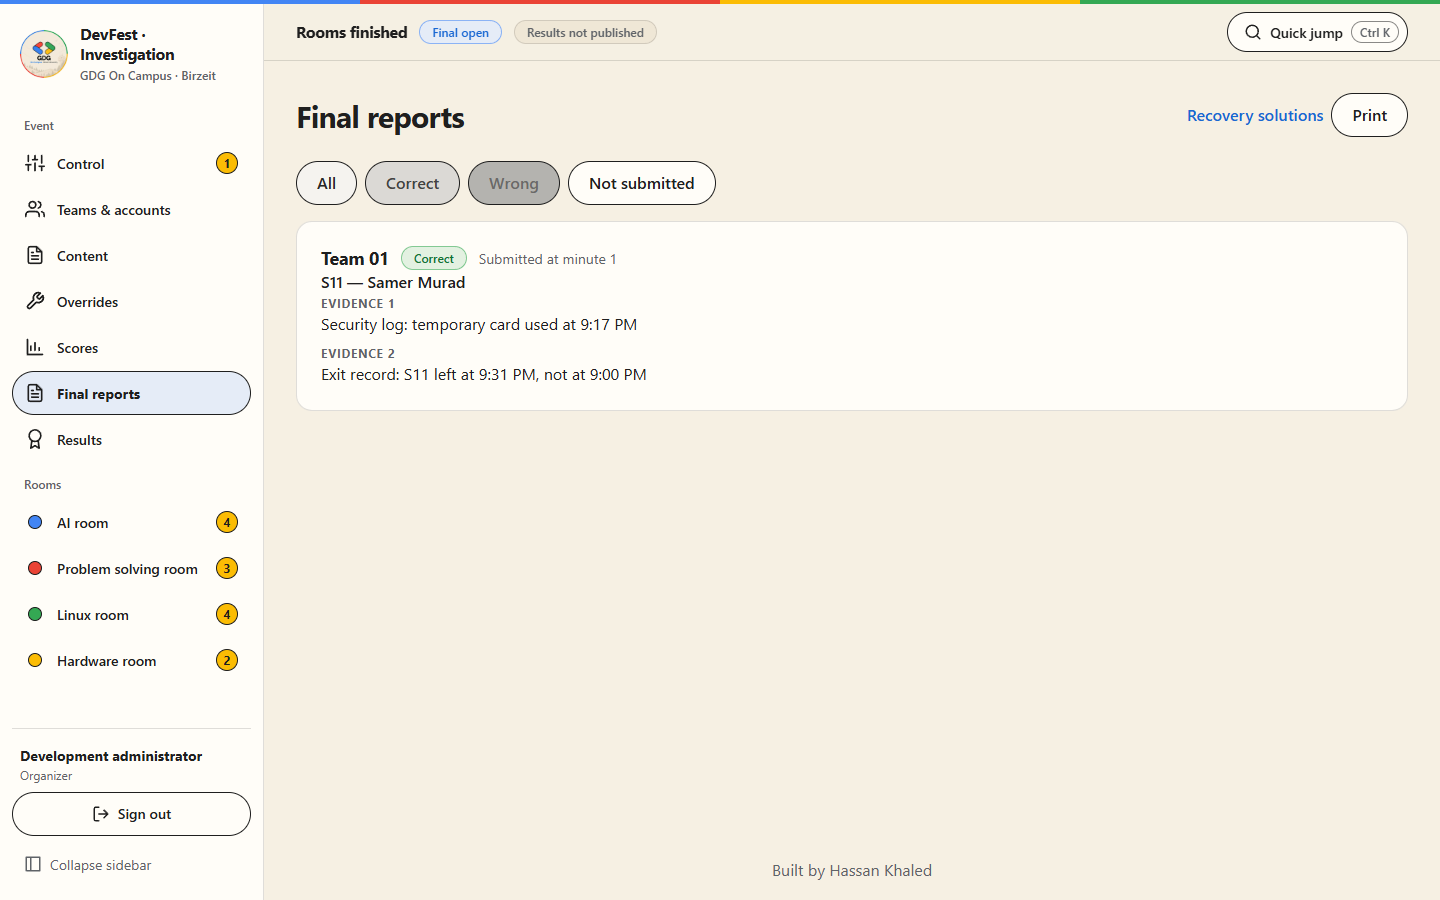 DevFest ·
Investigation
GDG On Campus · Birzeit
Event
Control 1
Teams & accounts
Content
Overrides
Scores
Final reports
Results
Rooms
AI room 4
Problem solving room 3
Linux room 4
Hardware room 2
Development administrator
Organizer
Sign out
Collapse sidebar
Rooms finished Final open Results not published
Quick jump Ctrl K
Final reports
Recovery solutions Print
All Correct Wrong Not submitted
Team 01 Correct Submitted at minute 1
S11 — Samer Murad
EVIDENCE 1
Security log: temporary card used at 9:17 PM
EVIDENCE 2
Exit record: S11 left at 9:31 PM, not at 9:00 PM
Built by Hassan Khaled
GDG